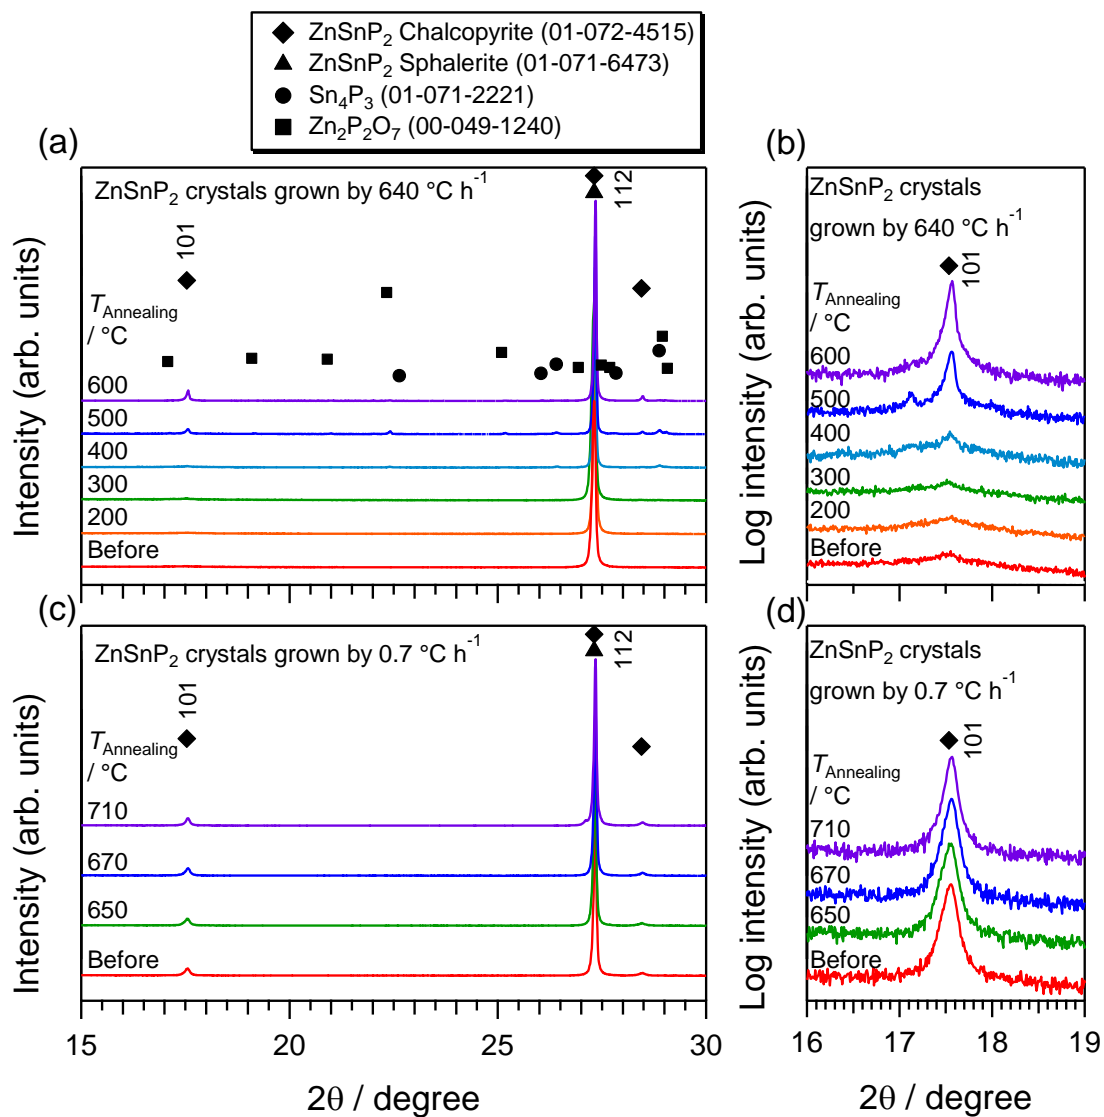 ZnSnP₂ Chalcopyrite (01-072-4515)
ZnSnP₂ Sphalerite (01-071-6473)
Sn₄P₃ (01-071-2221)
Zn₂P₂O₇ (00-049-1240)
(a)
ZnSnP₂ crystals grown by 640 °C h⁻¹
101
112
T_Annealing
/ °C
600
500
400
300
200
Before
Intensity (arb. units)
(b)
ZnSnP₂ crystals
grown by 640 °C h⁻¹
101
T_Annealing
/ °C
600
500
400
300
200
Before
Log intensity (arb. units)
(c)
ZnSnP₂ crystals grown by 0.7 °C h⁻¹
101
112
T_Annealing
/ °C
710
670
650
Before
Intensity (arb. units)
15 20 25 30
2θ / degree
(d)
ZnSnP₂ crystals
grown by 0.7 °C h⁻¹
101
T_Annealing
/ °C
710
670
650
Before
Log intensity (arb. units)
16 17 18 19
2θ / degree